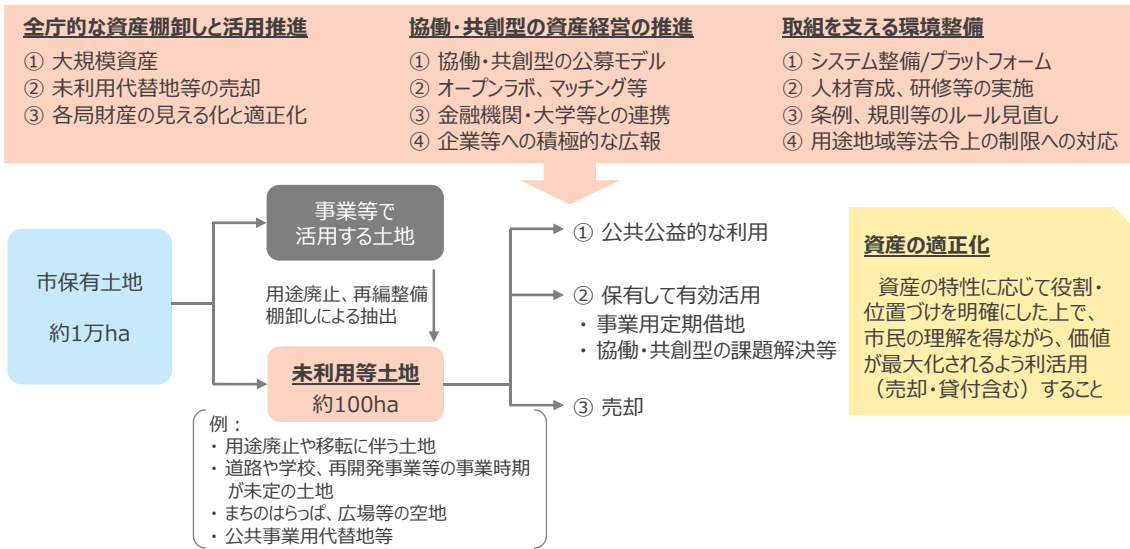 全庁的な資産棚卸しと活用推進
① 大規模資産
② 未利用代替地等の売却
③ 各局財産の見える化と適正化
協働・共創型の資産経営の推進
① 協働・共創型の公募モデル
② オープンラボ、マッチング等
③ 金融機関・大学等との連携
④ 企業等への積極的な広報
取組を支える環境整備
① システム整備/プラットフォーム
② 人材育成、研修等の実施
③ 条例、規則等のルール見直し
④ 用途地域等法令上の制限への対応
市保有土地
約1万ha
事業等で
活用する土地
用途廃止、再編整備
棚卸しによる抽出
未利用等土地
約100ha
例：
・ 用途廃止や移転に伴う土地
・ 道路や学校、再開発事業等の事業時期
が未定の土地
・ まちのはらっぱ、広場等の空地
・ 公共事業用代替地等
① 公共公益的な利用
② 保有して有効活用
・ 事業用定期借地
・ 協働・共創型の課題解決等
③ 売却
資産の適正化
資産の特性に応じて役割・
位置づけを明確にした上で、
市民の理解を得ながら、価値
が最大化されるよう利活用
（売却・貸付含む）すること